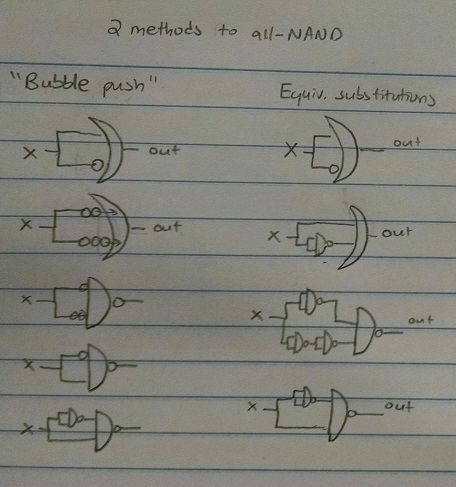 2 methods to all-NAND
"Bubble push"
Equiv. substitutions
X out
X out
X out
X out
X
X out
X
X out
X